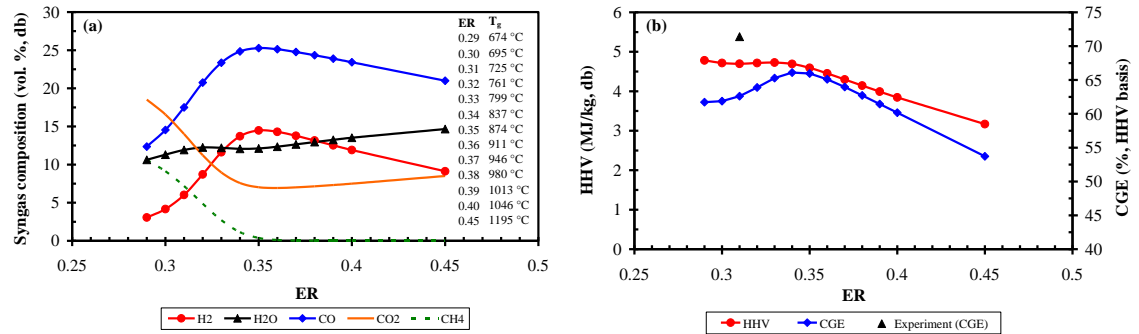 (a)
Syngas composition (vol. %, db)
30
25
20
15
10
5
0
0.25 0.3 0.35 0.4 0.45 0.5
ER
ER Tg
0.29 674 °C
0.30 695 °C
0.31 725 °C
0.32 761 °C
0.33 799 °C
0.34 837 °C
0.35 874 °C
0.36 911 °C
0.37 946 °C
0.38 980 °C
0.39 1013 °C
0.40 1046 °C
0.45 1195 °C
H2 H2O CO CO2 CH4
(b)
HHV (MJ/kg, db)
6
5
4
3
2
1
0
0.25 0.3 0.35 0.4 0.45 0.5
ER
75
70
65
60
55
50
45
40
CGE (%, HHV basis)
HHV CGE Experiment (CGE)